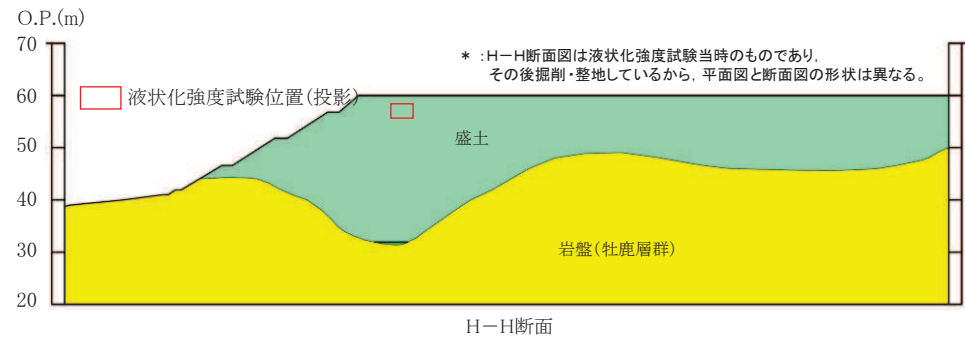 O.P.(m)
70
60
50
40
30
20
* :H-H断面図は液状化強度試験当時のものであり,
その後掘削・整地しているから,平面図と断面図の形状は異なる。
液状化強度試験位置(投影)
盛土
岩盤(牡鹿層群)
H-H断面